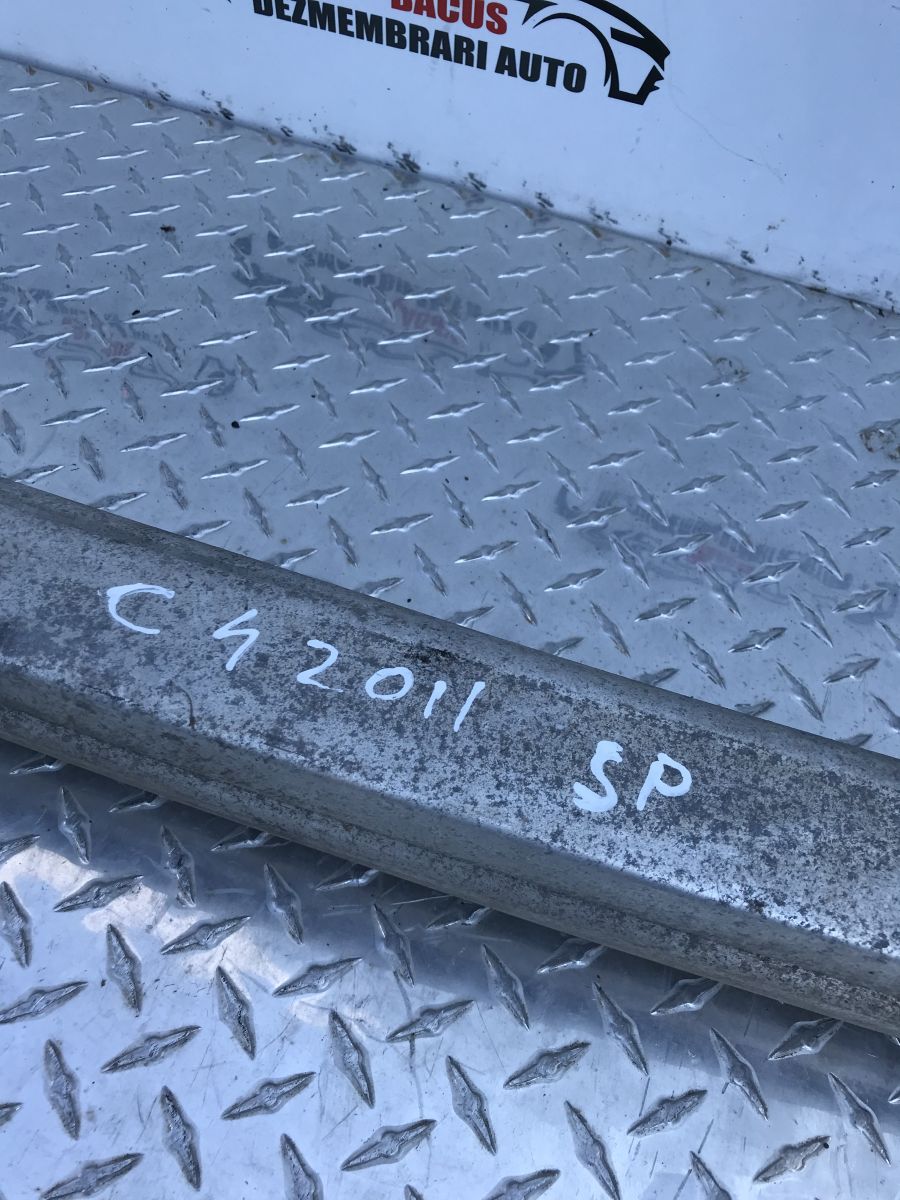 BACUS
DEZMEMBRARI AUTO
C4 2011 SP